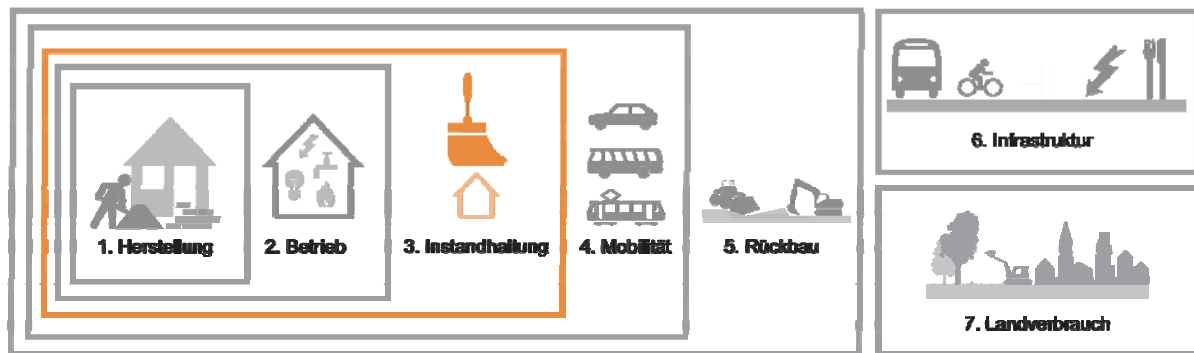 1. Herstellung
2. Betrieb
3. Instandhaltung
4. Mobilität
5. Rückbau
6. Infrastruktur
7. Landverbrauch